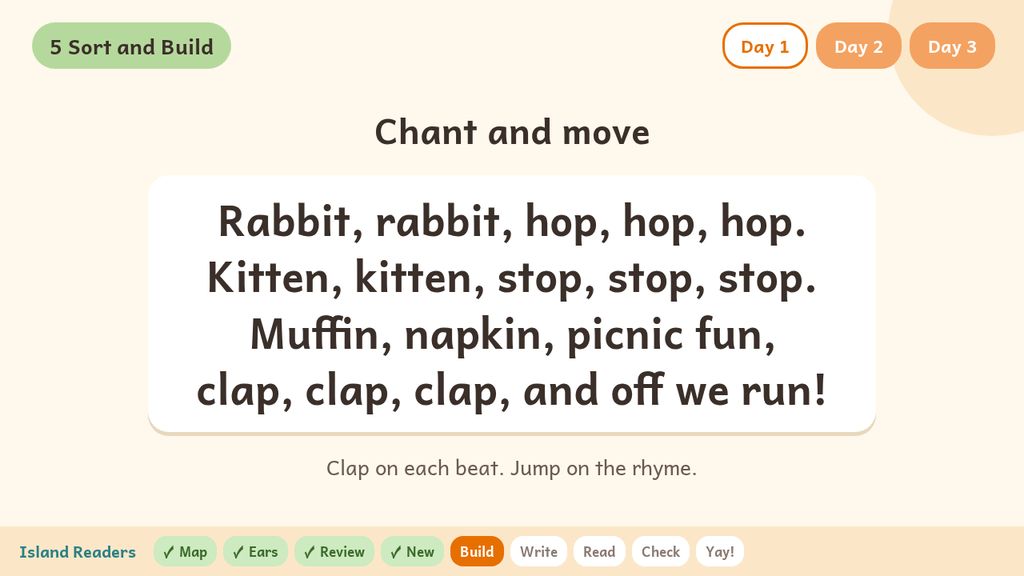 5 Sort and Build
Day 1 Day 2 Day 3
Chant and move
Rabbit, rabbit, hop, hop, hop.
Kitten, kitten, stop, stop, stop.
Muffin, napkin, picnic fun,
clap, clap, clap, and off we run!
Clap on each beat. Jump on the rhyme.
Island Readers ✓ Map ✓ Ears ✓ Review ✓ New Build Write Read Check Yay!